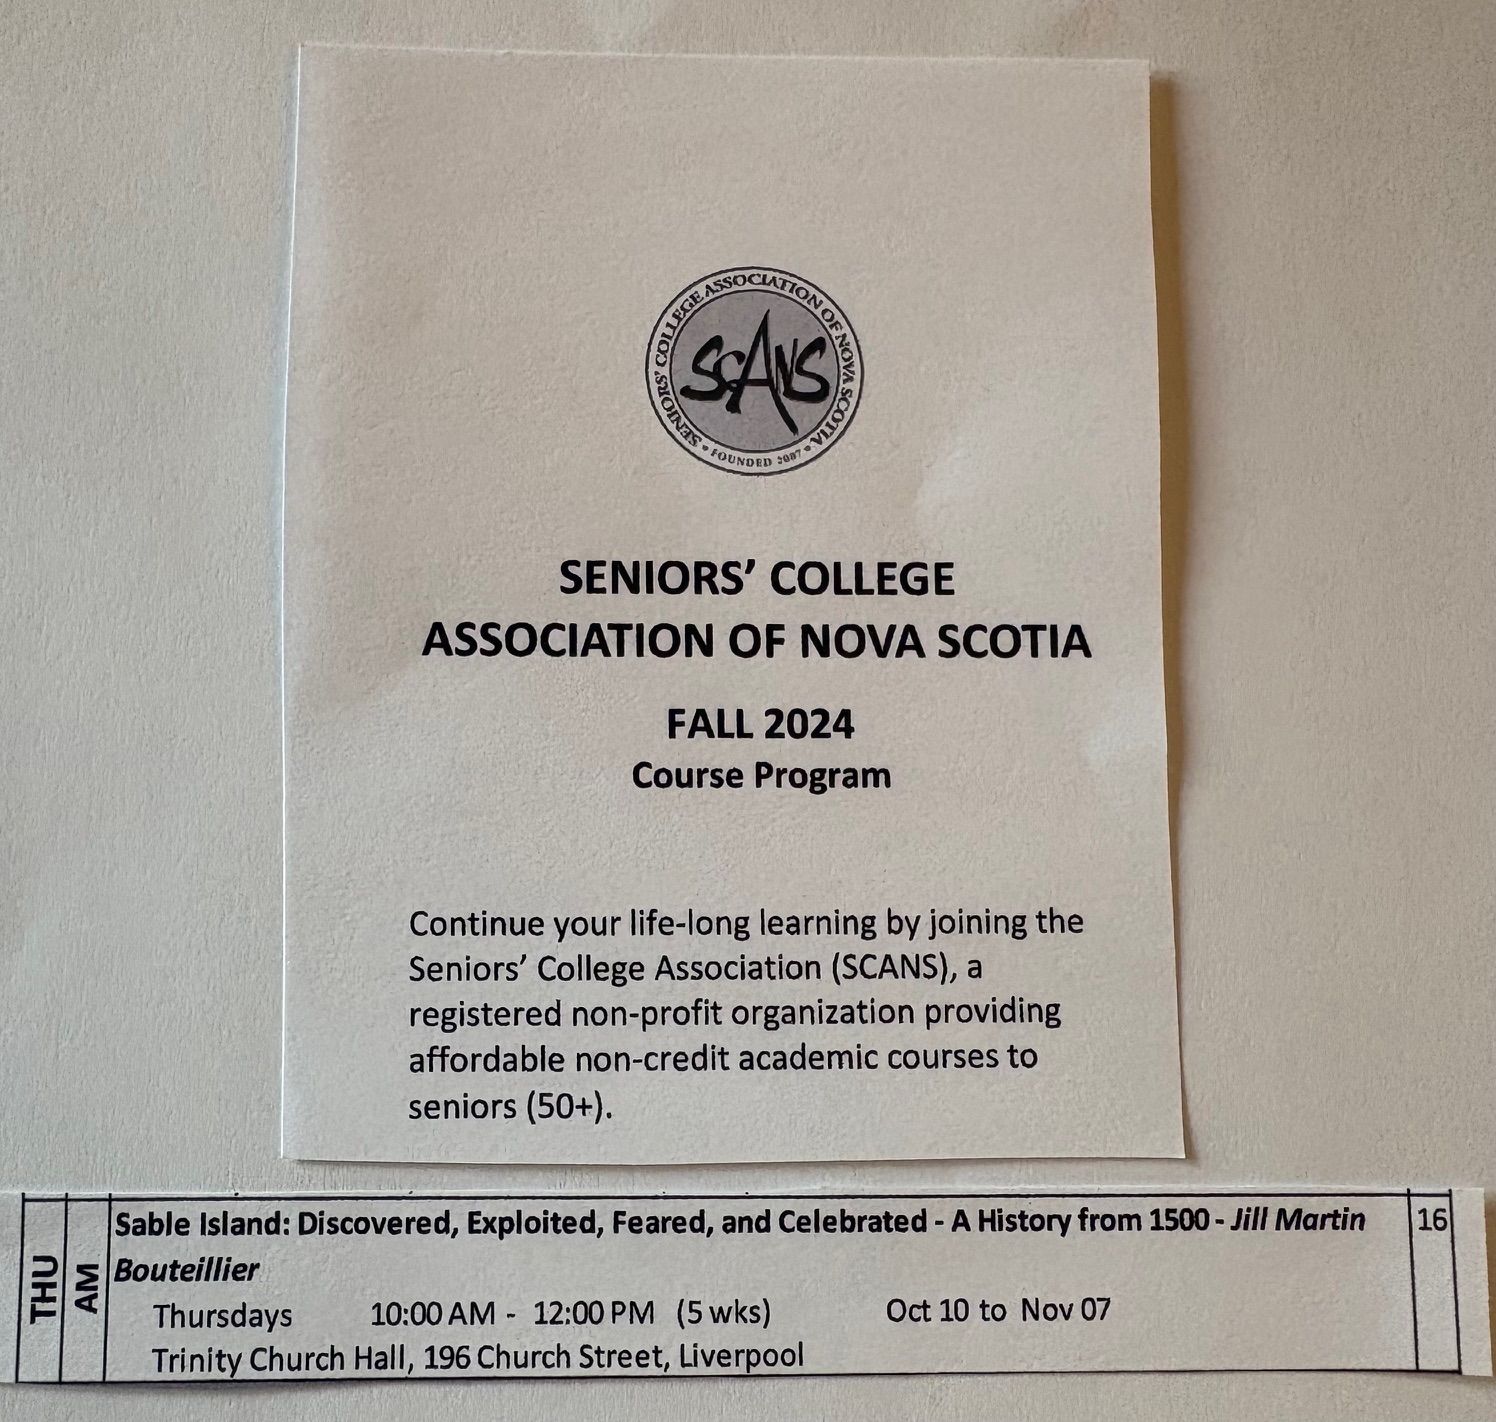 SENIORS' COLLEGE ASSOCIATION OF NOVA SCOTIA
SCANS
• FOUNDED 2007 •
SENIORS’ COLLEGE
ASSOCIATION OF NOVA SCOTIA
FALL 2024
Course Program
Continue your life-long learning by joining the
Seniors’ College Association (SCANS), a
registered non-profit organization providing
affordable non-credit academic courses to
seniors (50+).
THU
AM
Sable Island: Discovered, Exploited, Feared, and Celebrated - A History from 1500 - Jill Martin 16
Bouteillier
Thursdays 10:00 AM - 12:00 PM (5 wks) Oct 10 to Nov 07
Trinity Church Hall, 196 Church Street, Liverpool